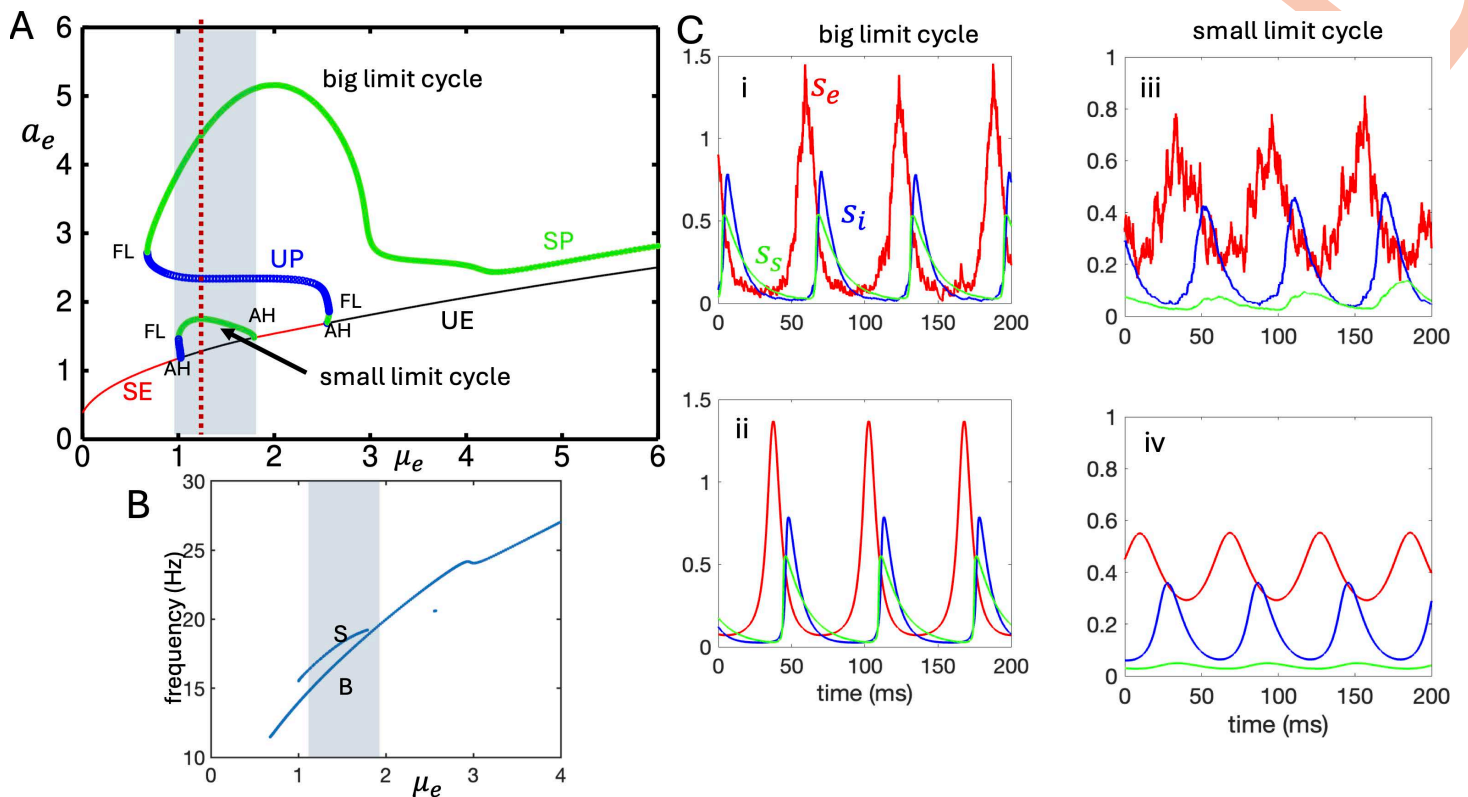 A
6
5
4
3
2
1
0
a_e
big limit cycle
FL
UP
SP
FL
AH
UE
FL
AH
AH
small limit cycle
SE
0 1 2 3 4 5 6
μ_e
B
30
25
20
15
10
frequency (Hz)
S
B
0 1 2 3 4
μ_e
C
big limit cycle
i
1.5
1
0.5
0
s_e
s_i
s_s
0 50 100 150 200
ii
1.5
1
0.5
0
0 50 100 150 200
time (ms)
small limit cycle
iii
1
0.8
0.6
0.4
0.2
0
0 50 100 150 200
iv
1
0.8
0.6
0.4
0.2
0
0 50 100 150 200
time (ms)